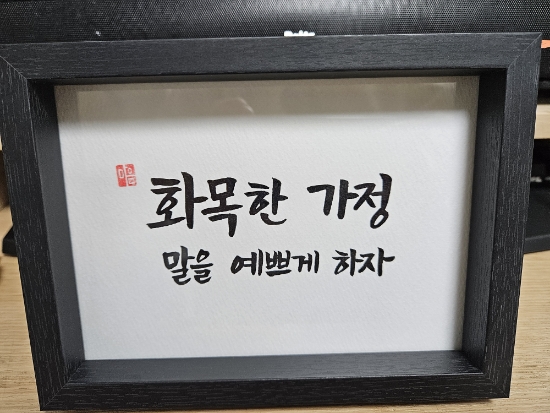 화목한 가정
말을 예쁘게 하자